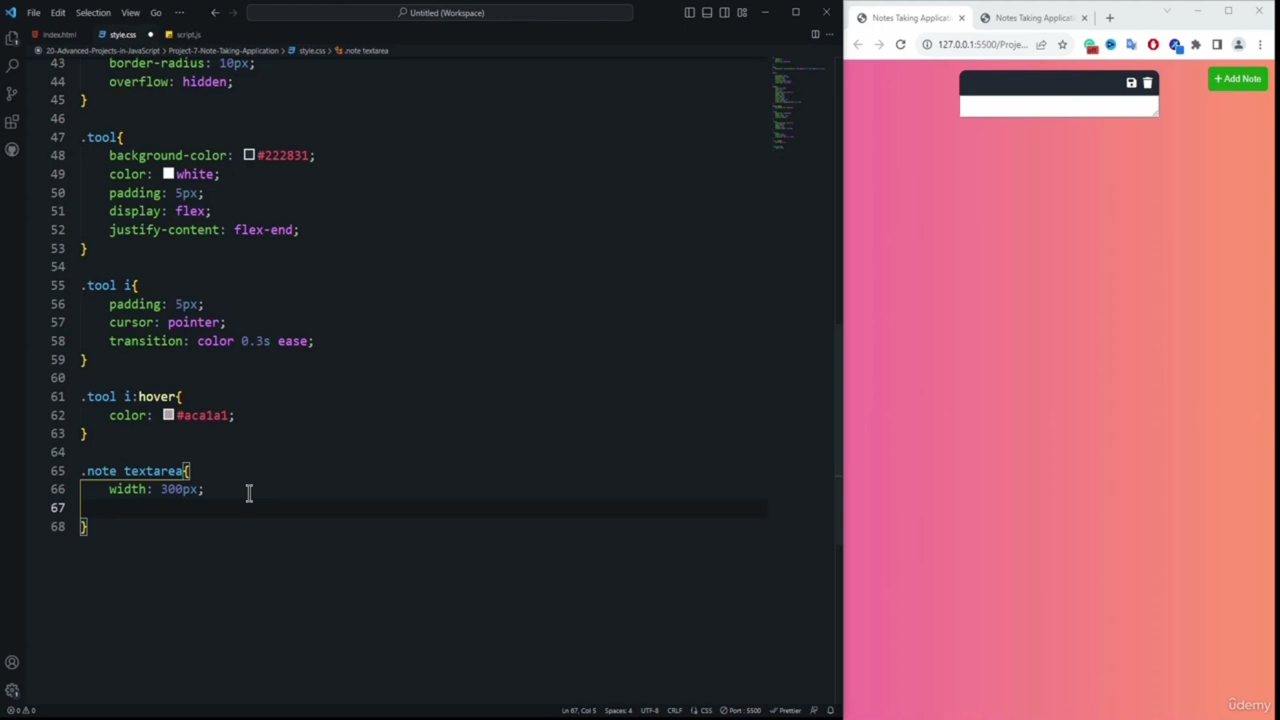 File Edit Selection View Go ··· Untitled (Workspace)
index.html style.css script.js
20-Advanced-Projects-in-JavaScript > Project-7-Note-Taking-Application > style.css > .note textarea
43 border-radius: 10px;
44 overflow: hidden;
45 }
46
47 .tool{
48 background-color: #222831;
49 color: white;
50 padding: 5px;
51 display: flex;
52 justify-content: flex-end;
53 }
54
55 .tool i{
56 padding: 5px;
57 cursor: pointer;
58 transition: color 0.3s ease;
59 }
60
61 .tool i:hover{
62 color: #aca1a1;
63 }
64
65 .note textarea{
66 width: 300px;
67
68 }
0 0 Ln 67, Col 5 Spaces: 4 UTF-8 CRLF CSS Port : 5500 Prettier
Notes Taking Applicati Notes Taking Applicati
127.0.0.1:5500/Proje...
+ Add Note
udemy